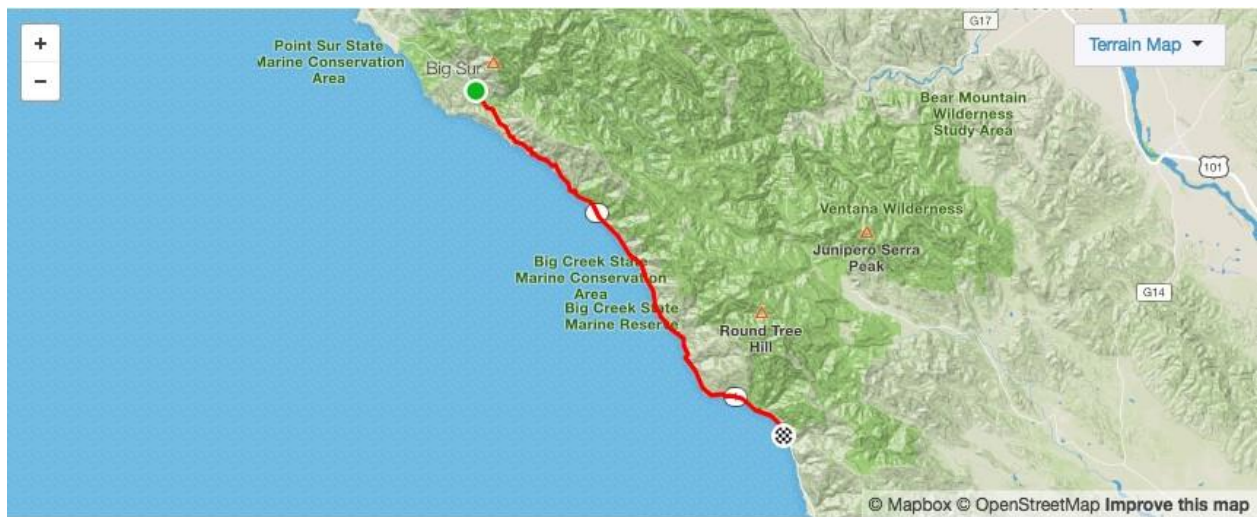 +
−
Point Sur State
Marine Conservation
Area
Big Sur
G17
Terrain Map
Bear Mountain
Wilderness
Study Area
101
Ventana Wilderness
Junipero Serra
Peak
Big Creek State
Marine Conservation
Area
Big Creek State
Marine Reserve
G14
Round Tree
Hill
© Mapbox © OpenStreetMap Improve this map